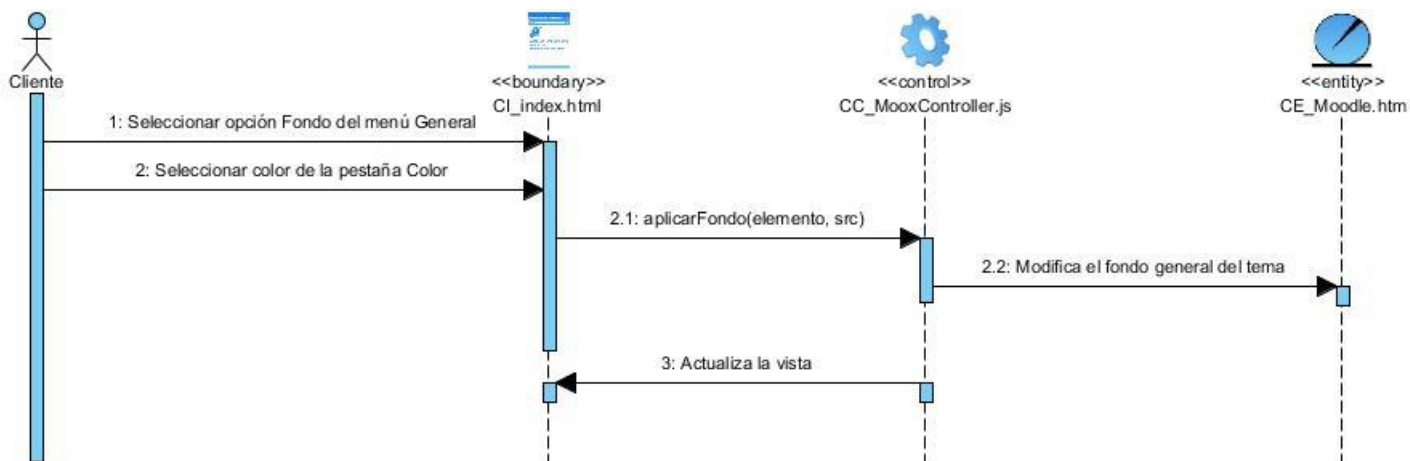 Cliente
<<boundary>>
CI_index.html
<<control>>
CC_MooxController.js
<<entity>>
CE_Moodle.htm
1: Seleccionar opción Fondo del menú General
2: Seleccionar color de la pestaña Color
2.1: aplicarFondo(elemento, src)
2.2: Modifica el fondo general del tema
3: Actualiza la vista